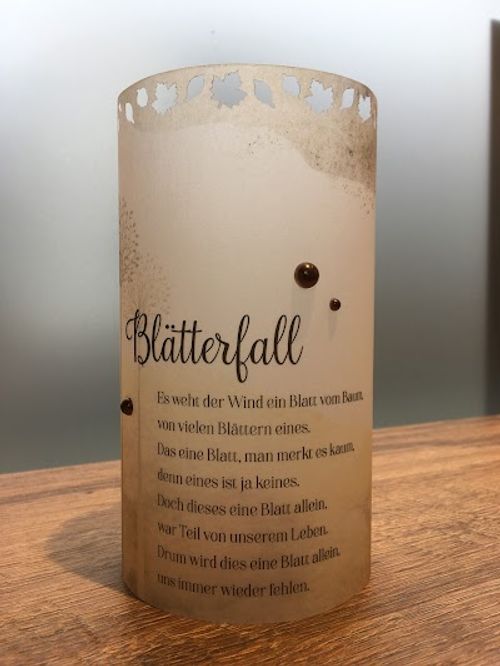 Blätterfall
Es weht der Wind ein Blatt vom Baum,
von vielen Blättern eines.
Das eine Blatt, man merkt es kaum,
denn eines ist ja keines.
Doch dieses eine Blatt allein,
war Teil von unserem Leben.
Drum wird dies eine Blatt allein,
uns immer wieder fehlen.